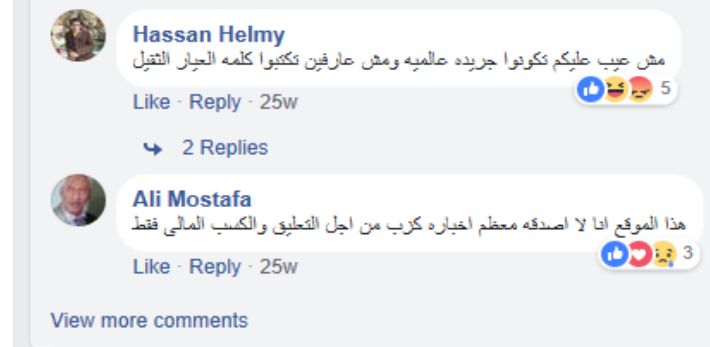 Hassan Helmy
مش عيب عليكم تكونوا جريده عالميه ومش عارفين تكتبوا كلمه العيار الثقيل
5
Like · Reply · 25w
2 Replies
Ali Mostafa
هذا الموقع انا لا اصدقه معظم اخباره كزب من اجل التعليق والكسب المالى فقط
3
Like · Reply · 25w
View more comments